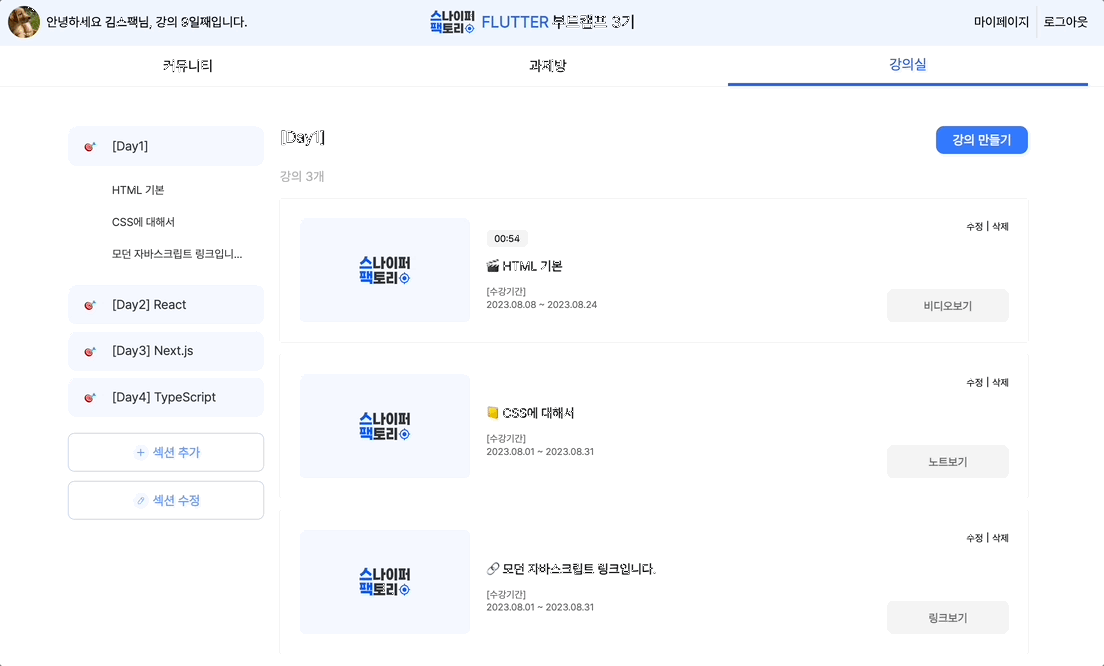 안녕하세요 김스팩님, 강의 9일째입니다.
스나이퍼
팩토리
FLUTTER 부트캠프 3기
마이페이지
로그아웃
커뮤니티
과제방
강의실
[Day1]
HTML 기본
CSS에 대해서
모던 자바스크립트 링크입니...
[Day2] React
[Day3] Next.js
[Day4] TypeScript
+ 섹션 추가
섹션 수정
[Day1]
강의 만들기
강의 3개
스나이퍼
팩토리
00:54
HTML 기본
[수강기간]
2023.08.08 ~ 2023.08.24
수정 | 삭제
비디오보기
스나이퍼
팩토리
CSS에 대해서
[수강기간]
2023.08.01 ~ 2023.08.31
수정 | 삭제
노트보기
스나이퍼
팩토리
모던 자바스크립트 링크입니다.
[수강기간]
2023.08.01 ~ 2023.08.31
수정 | 삭제
링크보기